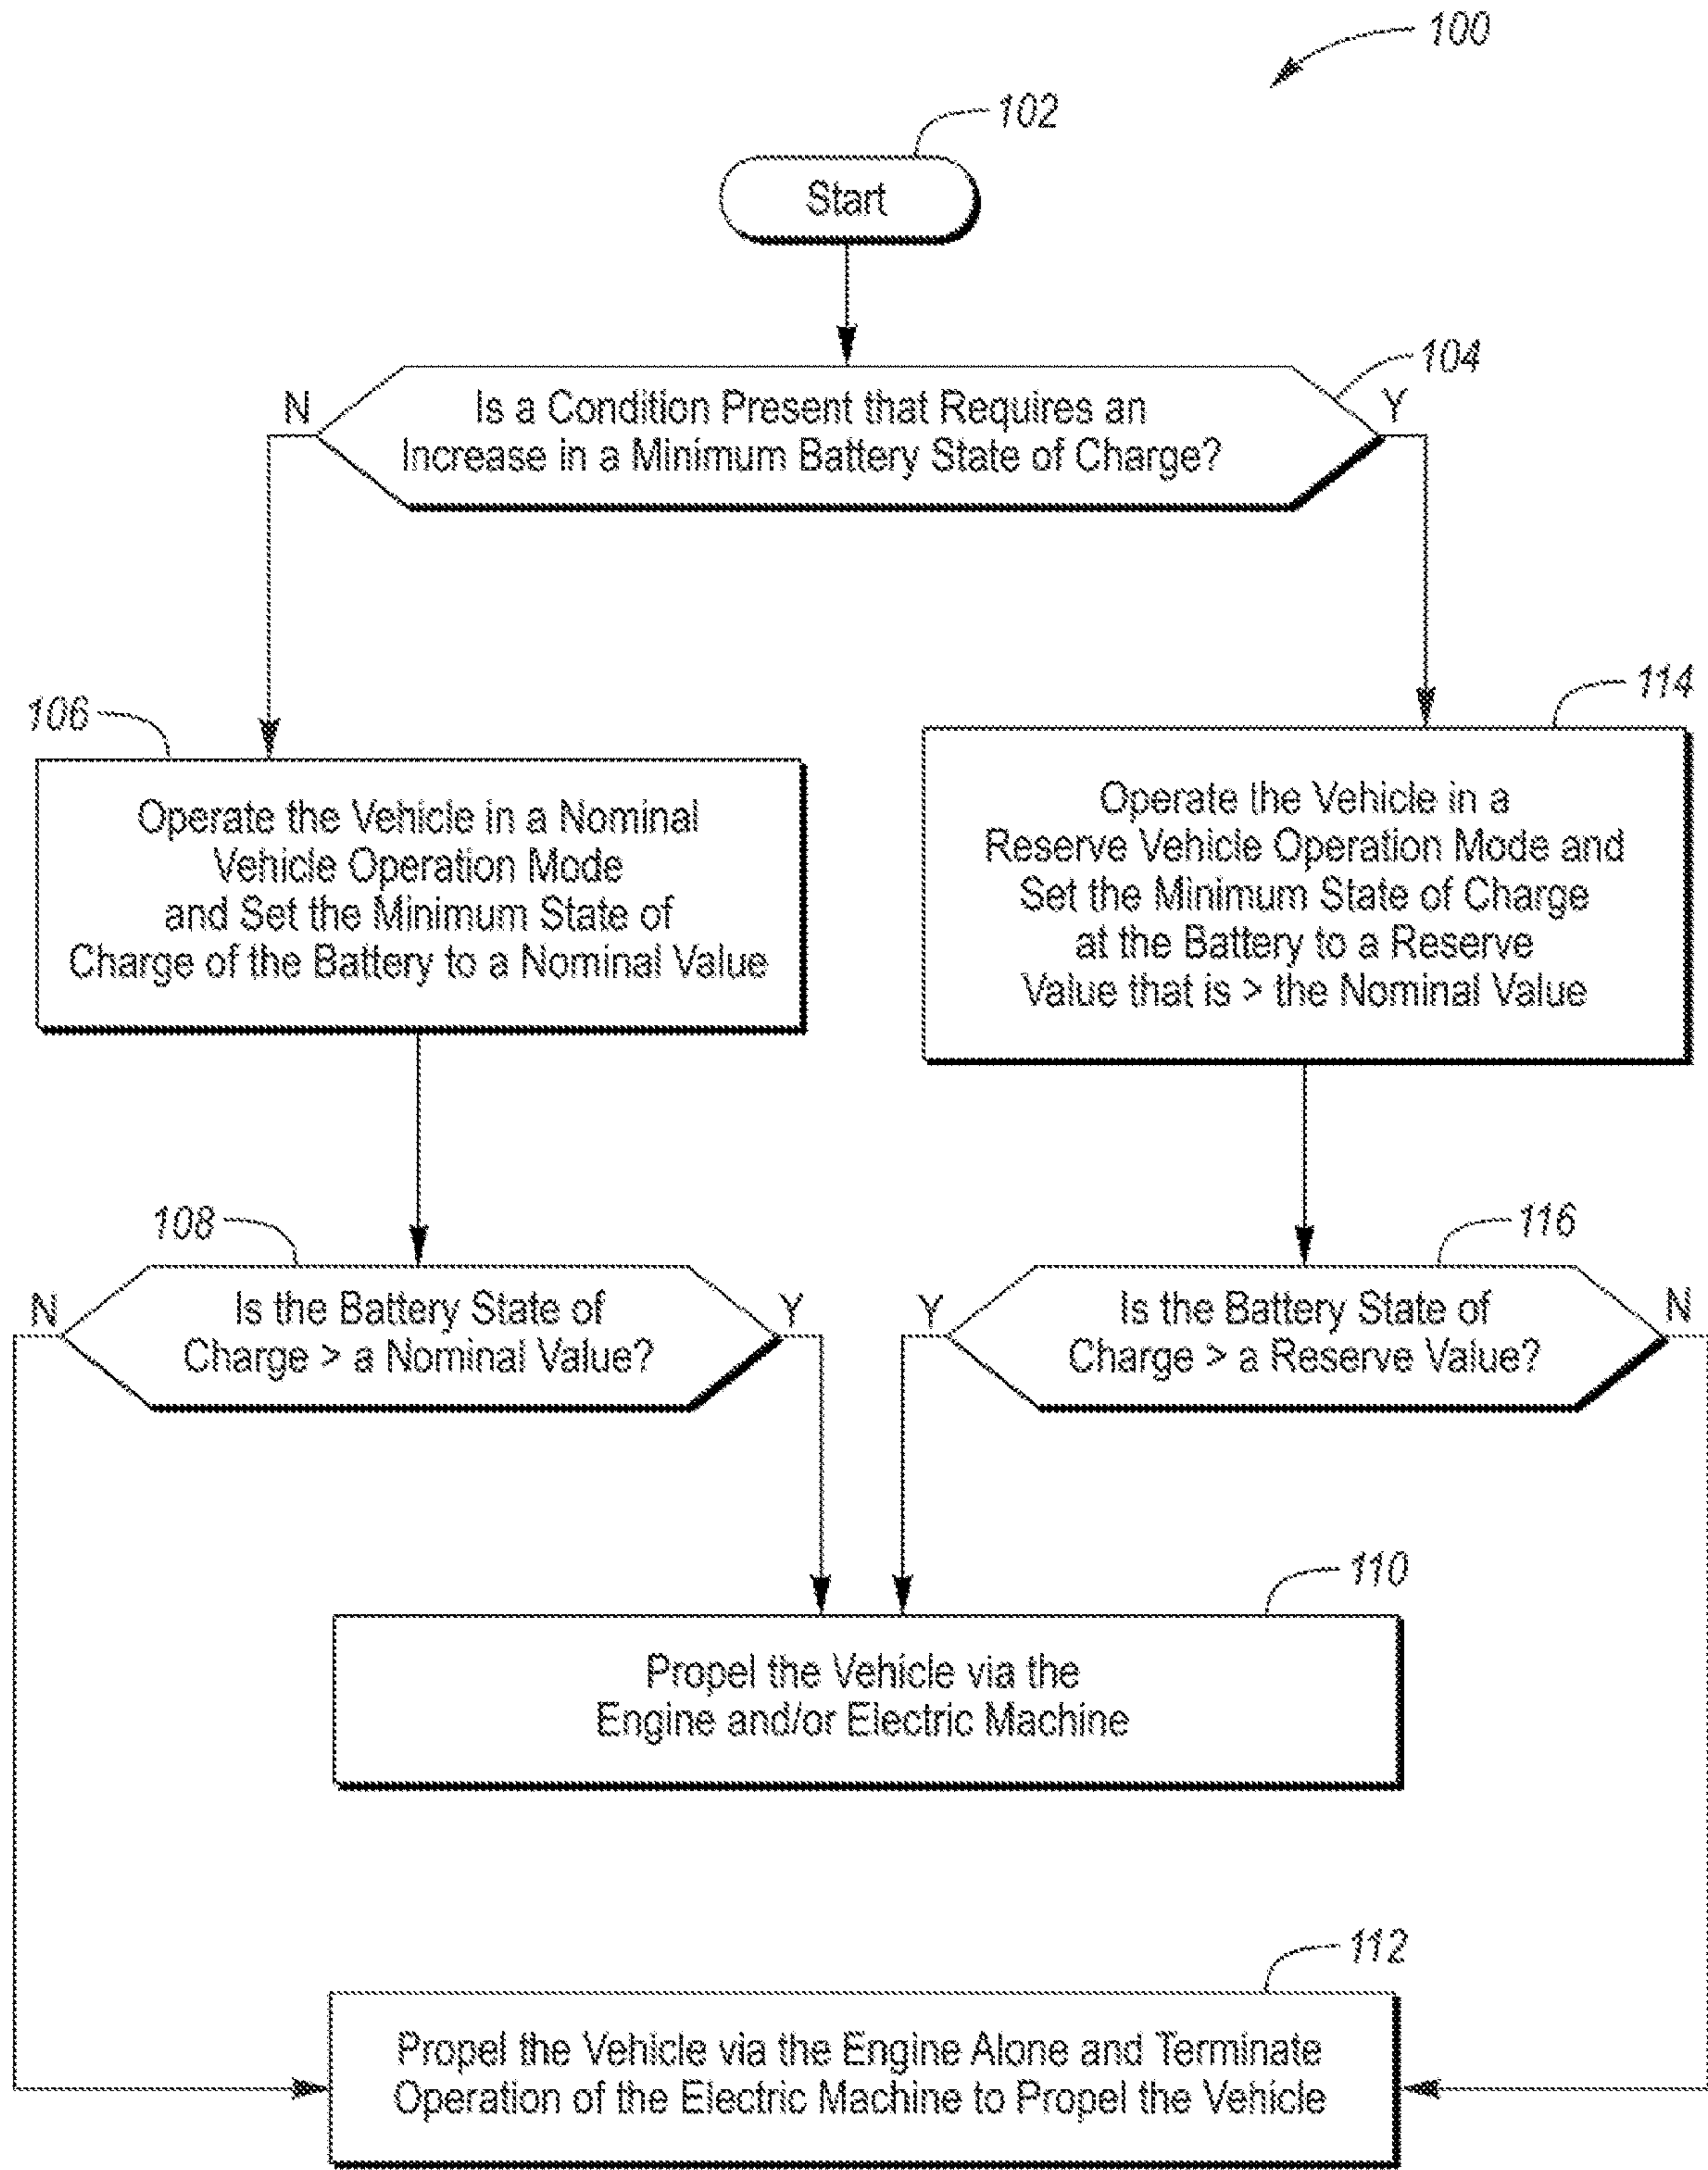 100
102
Start
104
N
Y
Is a Condition Present that Requires an
Increase in a Minimum Battery State of Charge?
106
114
Operate the Vehicle in a Nominal
Vehicle Operation Mode
and Set the Minimum State of
Charge of the Battery to a Nominal Value
Operate the Vehicle in a
Reserve Vehicle Operation Mode and
Set the Minimum State of Charge
at the Battery to a Reserve
Value that is > the Nominal Value
108
116
N
Is the Battery State of
Charge > a Nominal Value?
Y
Y
Is the Battery State of
Charge > a Reserve Value?
N
110
Propel the Vehicle via the
Engine and/or Electric Machine
112
Propel the Vehicle via the Engine Alone and Terminate
Operation of the Electric Machine to Propel the Vehicle